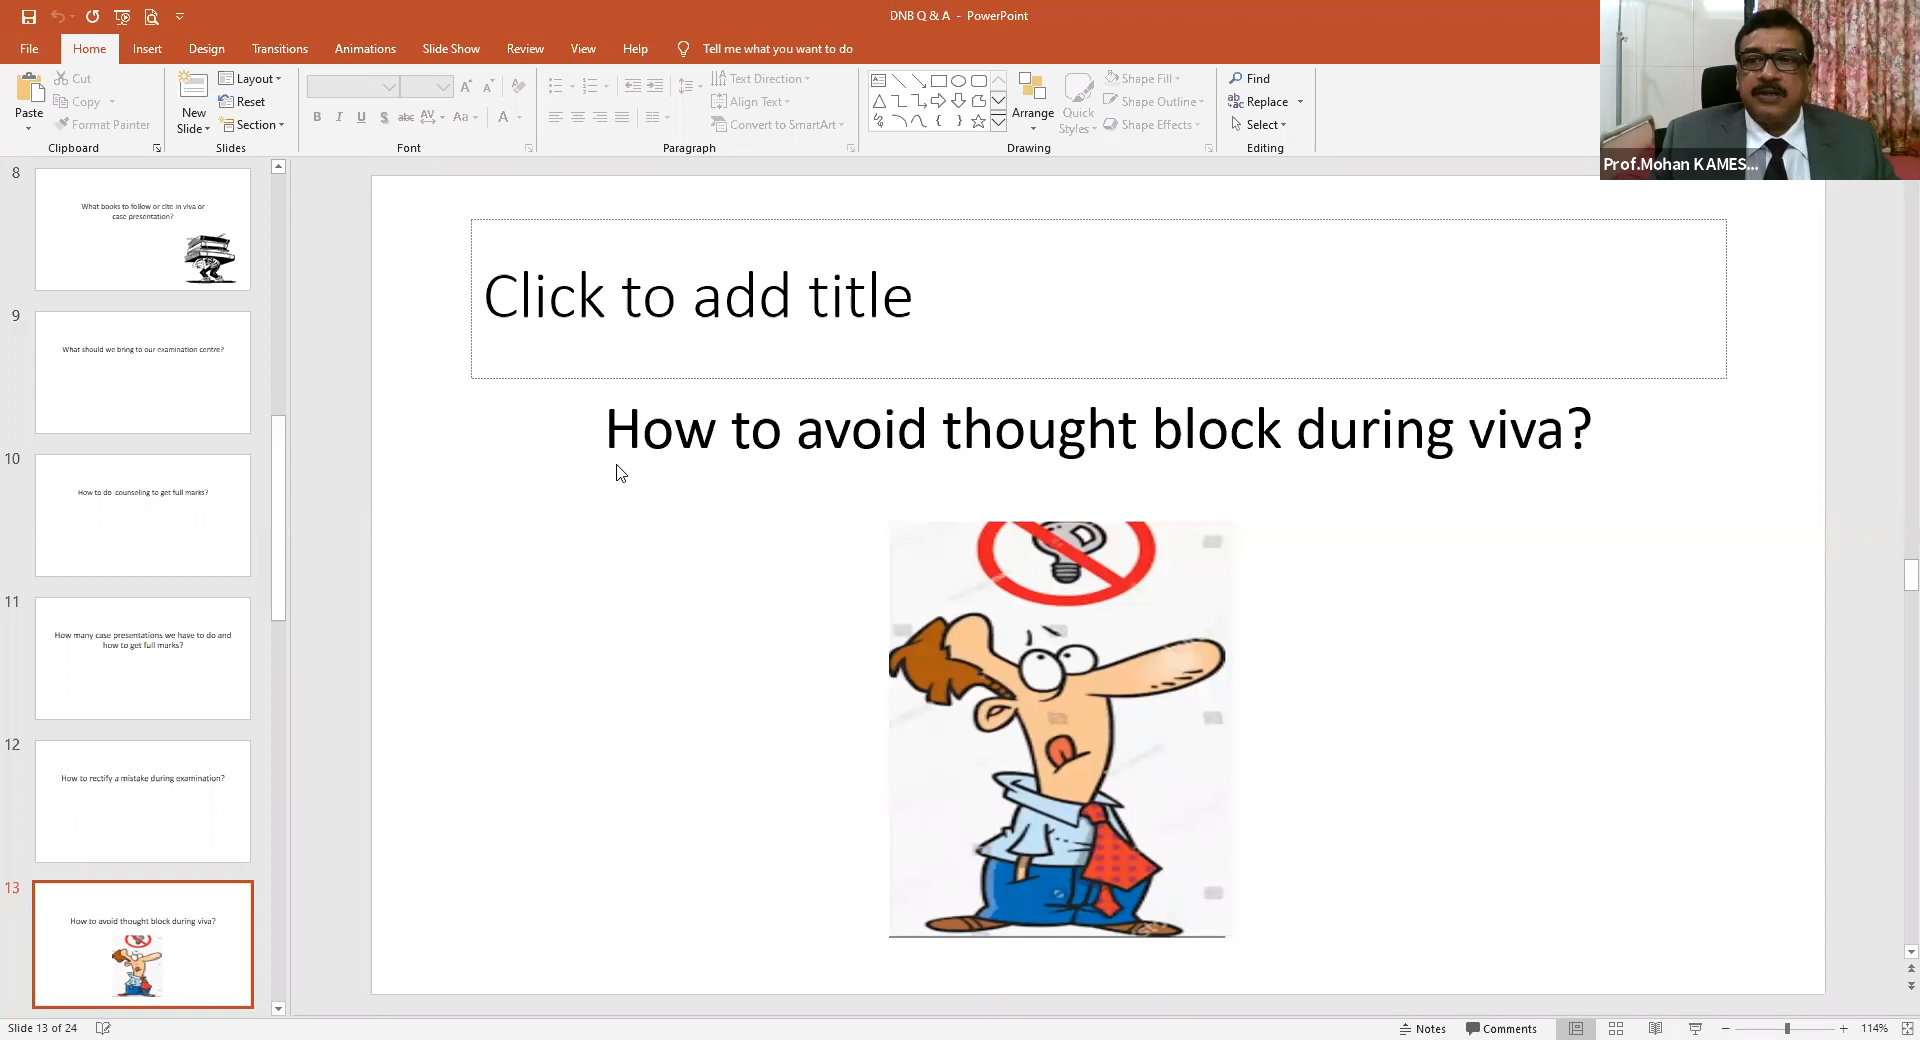 DNB Q & A - PowerPoint
File Home Insert Design Transitions Animations Slide Show Review View Help Tell me what you want to do
Paste
Cut
Copy
Format Painter
Clipboard
New
Slide
Layout
Reset
Section
Slides
B I U S abc AV Aa A
Font
Text Direction
Align Text
Convert to SmartArt
Paragraph
Arrange
Quick
Styles
Shape Fill
Shape Outline
Shape Effects
Drawing
Find
Replace
Select
Editing
Prof.Mohan KAMES...
8
What books to follow or cite in viva or
case presentation?
9
What should we bring to our examination centre?
10
How to do counseling to get full marks?
11
How many case presentations we have to do and
how to get full marks?
12
How to rectify a mistake during examination?
13
How to avoid thought block during viva?
Click to add title
How to avoid thought block during viva?
Slide 13 of 24
Notes
Comments
114%